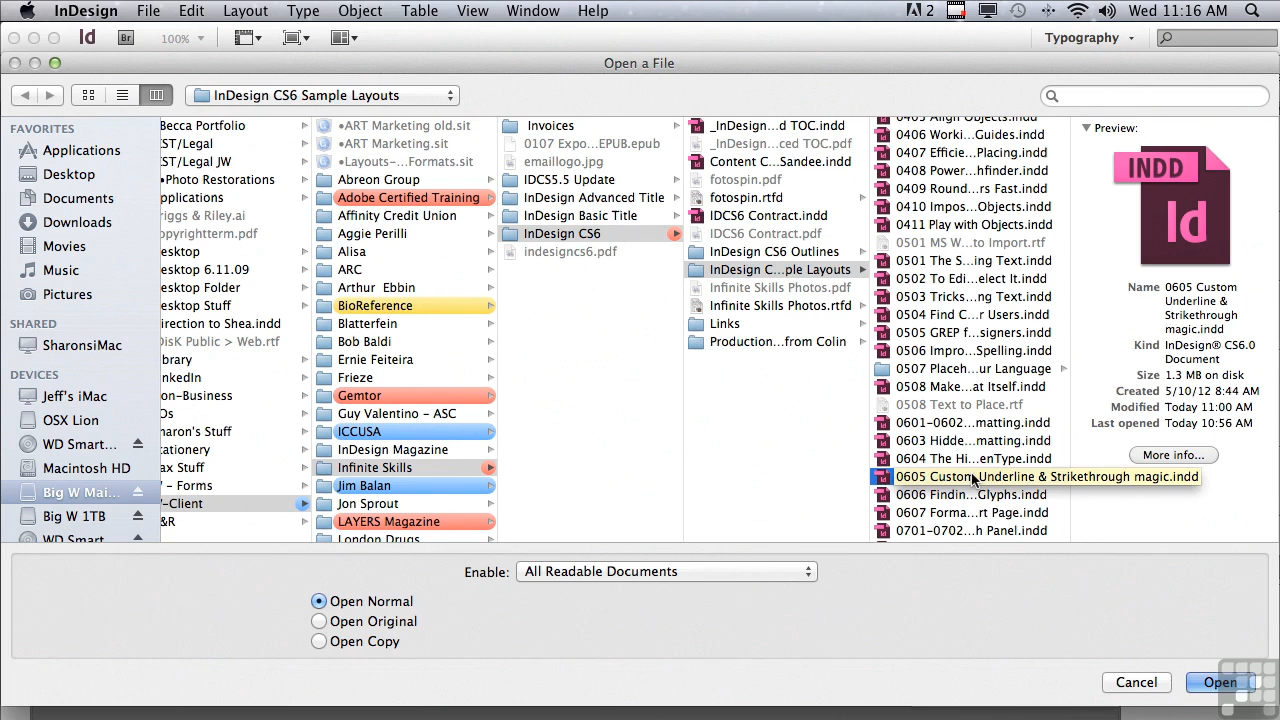 InDesign File Edit Layout Type Object Table View Window Help 2 Wed 11:16 AM
Id Br 100% Typography
Open a File
InDesign CS6 Sample Layouts
FAVORITES
Applications
Desktop
Documents
Downloads
Movies
Music
Pictures
SHARED
SharonsiMac
DEVICES
Jeff's iMac
OSX Lion
WD Smart...
Macintosh HD
Big W Mai...
Big W 1TB
WD Smart
Becca Portfolio
EST/Legal
EST/Legal JW
•Photo Restorations
pplications
riggs & Riley.ai
opyrightterm.pdf
esktop
esktop 6.11.09
esktop Folder
esktop Stuff
irection to Shea.indd
DisK Public > Web.rtf
ibrary
inkedIn
on-Business
Os
haron's Stuff
tationery
ax Stuff
- Forms
-Client
&R
•ART Marketing old.sit
•ART Marketing.sit
•Layouts-...Formats.sit
Abreon Group
Adobe Certified Training
Affinity Credit Union
Aggie Perilli
Alisa
ARC
Arthur Ebbin
BioReference
Blatterfein
Bob Baldi
Ernie Feiteira
Frieze
Gemtor
Guy Valentino - ASC
ICCUSA
InDesign Magazine
Infinite Skills
Jim Balan
Jon Sprout
LAYERS Magazine
London Drugs
Invoices
0107 Expo...EPUB.epub
emaillogo.jpg
IDCS5.5 Update
InDesign Advanced Title
InDesign Basic Title
InDesign CS6
indesigncs6.pdf
_InDesign...d TOC.indd
_InDesign...ced TOC.pdf
Content C...Sandee.indd
fotospin.pdf
fotospin.rtfd
IDCS6 Contract.indd
IDCS6 Contract.pdf
InDesign CS6 Outlines
InDesign C...ple Layouts
Infinite Skills Photos.pdf
Infinite Skills Photos.rtfd
Links
Production...from Colin
0405 Align Objects.indd
0406 Worki...Guides.indd
0407 Efficie...Placing.indd
0408 Power...hfinder.indd
0409 Round...rs Fast.indd
0410 Impos...Objects.indd
0411 Play with Objects.indd
0501 MS W...to Import.rtf
0501 The S...ng Text.indd
0502 To Edi...elect It.indd
0503 Tricks...ng Text.indd
0504 Find C...r Users.indd
0505 GREP f...signers.indd
0506 Impro...Spelling.indd
0507 Placeh...ur Language
0508 Make...at Itself.indd
0508 Text to Place.rtf
0601-0602...matting.indd
0603 Hidde...matting.indd
0604 The Hi...enType.indd
0605 Custom Underline & Strikethrough magic.indd
0606 Findin...Glyphs.indd
0607 Forma...rt Page.indd
0701-0702...h Panel.indd
Preview:
INDD
Id
Name 0605 Custom
Underline &
Strikethrough
magic.indd
Kind InDesign® CS6.0
Document
Size 1.3 MB on disk
Created 5/10/12 8:44 AM
Modified Today 11:00 AM
Last opened Today 10:56 AM
More info...
Enable: All Readable Documents
Open Normal
Open Original
Open Copy
Cancel Open